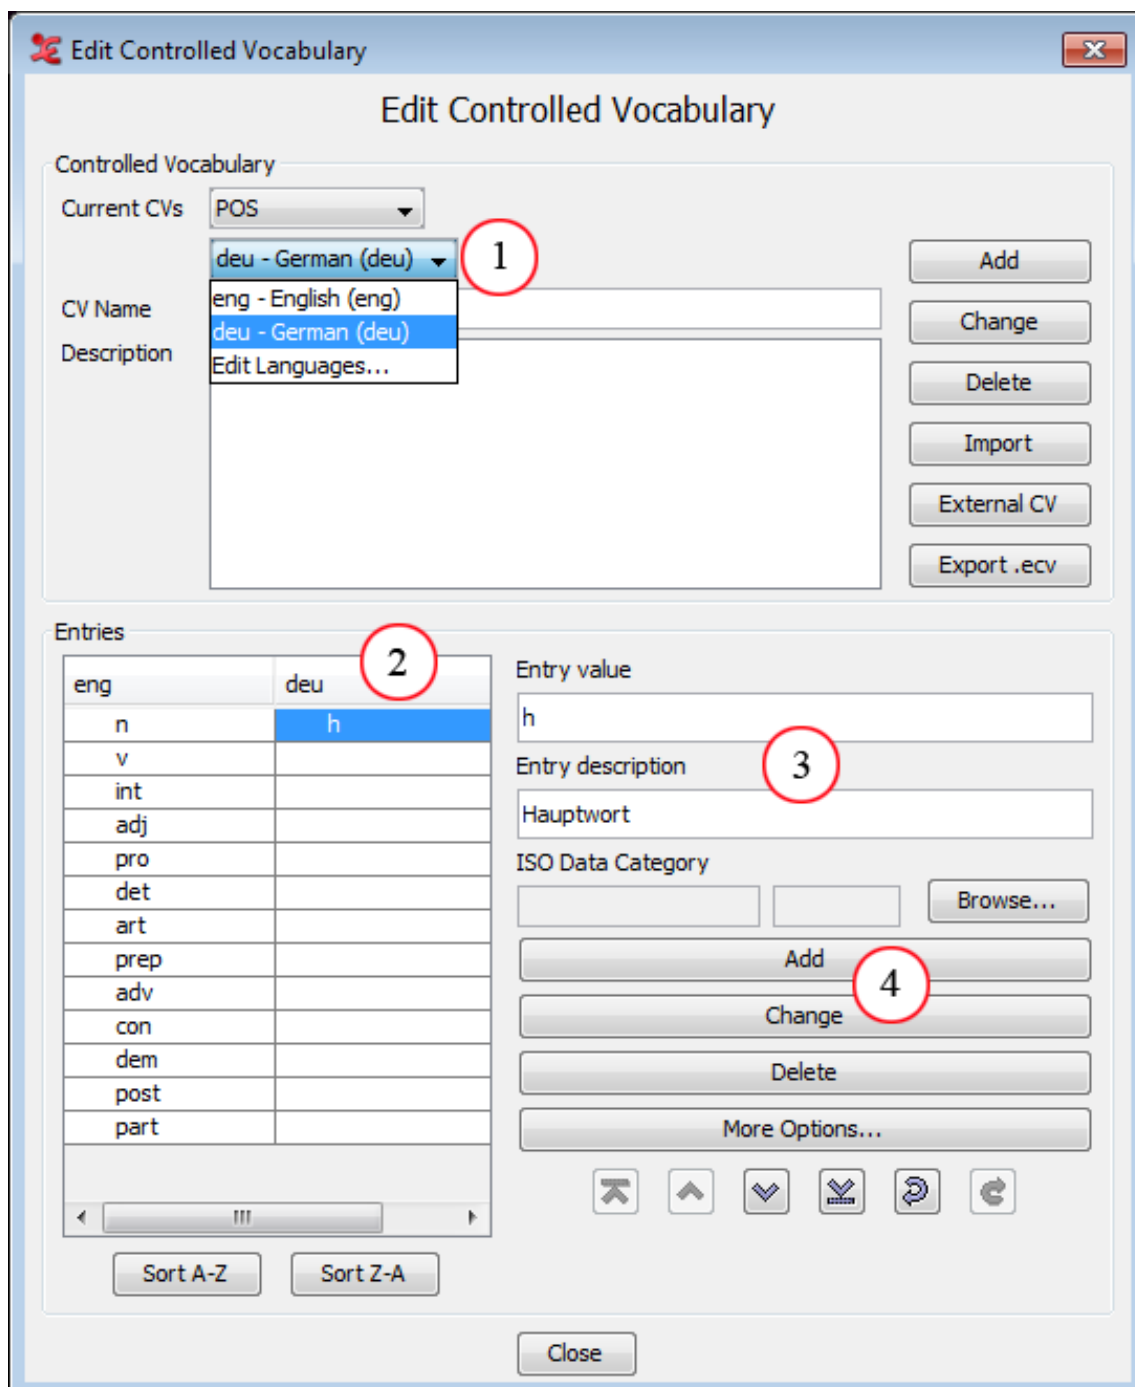 Edit Controlled Vocabulary
Edit Controlled Vocabulary
Controlled Vocabulary
Current CVs POS
deu - German (deu) 1 Add
eng - English (eng)
CV Name
deu - German (deu) Change
Description
Edit Languages...
Delete
Import
External CV
Export .ecv
Entries
eng deu 2
n h
v
int
adj
pro
det
art
prep
adv
con
dem
post
part
Sort A-Z Sort Z-A
Entry value
h
Entry description 3
Hauptwort
ISO Data Category
Browse...
Add
4
Change
Delete
More Options...
Close